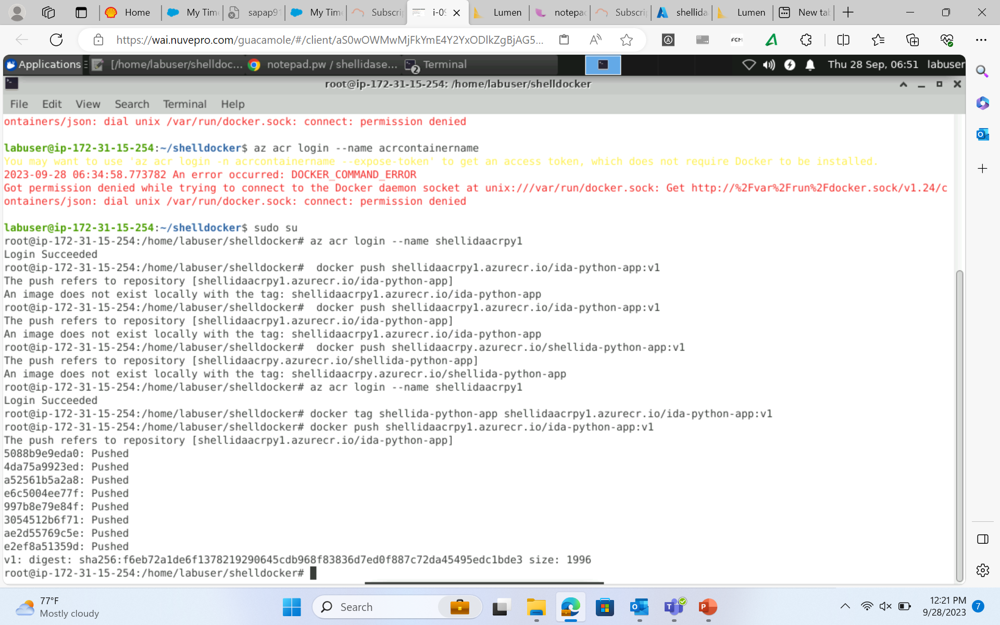 Home
My Time
sapap91
My Time
Subscrip
i-09
Lumen
notepad
Subscrip
shellida
Lumen
New tab
https://wai.nuvepro.com/guacamole/#/client/aS0wOWMwMjFkYmE4Y2YxODlkZgBjAG5...
FCM
Applications
[/home/labuser/shelldoc...
notepad.pw / shellidase...
2
Terminal
Thu 28 Sep, 06:51
labuser
root@ip-172-31-15-254: /home/labuser/shelldocker
File Edit View Search Terminal Help
ontainers/json: dial unix /var/run/docker.sock: connect: permission denied
labuser@ip-172-31-15-254:~/shelldocker$ az acr login --name acrcontainername
You may want to use 'az acr login -n acrcontainername --expose-token' to get an access token, which does not require Docker to be installed.
2023-09-28 06:34:58.773782 An error occurred: DOCKER_COMMAND_ERROR
Got permission denied while trying to connect to the Docker daemon socket at unix:///var/run/docker.sock: Get http://%2Fvar%2Frun%2Fdocker.sock/v1.24/c
ontainers/json: dial unix /var/run/docker.sock: connect: permission denied
labuser@ip-172-31-15-254:~/shelldocker$ sudo su
root@ip-172-31-15-254:/home/labuser/shelldocker# az acr login --name shellidaacrpy1
Login Succeeded
root@ip-172-31-15-254:/home/labuser/shelldocker#  docker push shellidaacrpy1.azurecr.io/ida-python-app:v1
The push refers to repository [shellidaacrpy1.azurecr.io/ida-python-app]
An image does not exist locally with the tag: shellidaacrpy1.azurecr.io/ida-python-app
root@ip-172-31-15-254:/home/labuser/shelldocker#  docker push shellidaacrpy1.azurecr.io/ida-python-app:v1
The push refers to repository [shellidaacrpy1.azurecr.io/ida-python-app]
An image does not exist locally with the tag: shellidaacrpy1.azurecr.io/ida-python-app
root@ip-172-31-15-254:/home/labuser/shelldocker#  docker push shellidaacrpy.azurecr.io/shellida-python-app:v1
The push refers to repository [shellidaacrpy.azurecr.io/shellida-python-app]
An image does not exist locally with the tag: shellidaacrpy.azurecr.io/shellida-python-app
root@ip-172-31-15-254:/home/labuser/shelldocker# az acr login --name shellidaacrpy1
Login Succeeded
root@ip-172-31-15-254:/home/labuser/shelldocker# docker tag shellida-python-app shellidaacrpy1.azurecr.io/ida-python-app:v1
root@ip-172-31-15-254:/home/labuser/shelldocker# docker push shellidaacrpy1.azurecr.io/ida-python-app:v1
The push refers to repository [shellidaacrpy1.azurecr.io/ida-python-app]
5088b9e9eda0: Pushed
4da75a9923ed: Pushed
a52561b5a2a8: Pushed
e6c5004ee77f: Pushed
997b8e79e84f: Pushed
3054512b6f71: Pushed
ae2d55769c5e: Pushed
e2ef8a51359d: Pushed
v1: digest: sha256:f6eb72a1de6f1378219290645cdb968f83836d7ed0f887c72da45495edc1bde3 size: 1996
root@ip-172-31-15-254:/home/labuser/shelldocker#
77°F
Mostly cloudy
Search
12:21 PM
9/28/2023
7